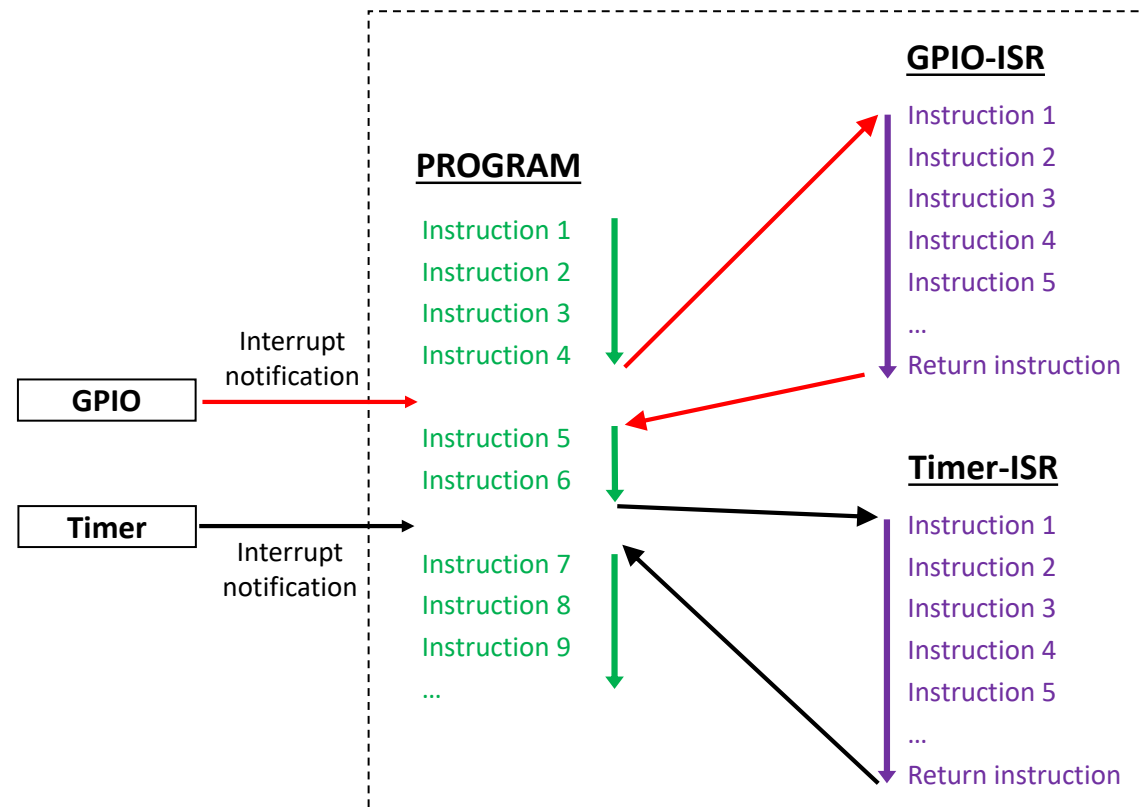 GPIO-ISR
Instruction 1
Instruction 2
Instruction 3
Instruction 4
Instruction 5
…
Return instruction
PROGRAM
Instruction 1
Instruction 2
Instruction 3
Instruction 4
Interrupt
notification
GPIO
Instruction 5
Instruction 6
Timer
Interrupt
notification
Instruction 7
Instruction 8
Instruction 9
…
Timer-ISR
Instruction 1
Instruction 2
Instruction 3
Instruction 4
Instruction 5
…
Return instruction